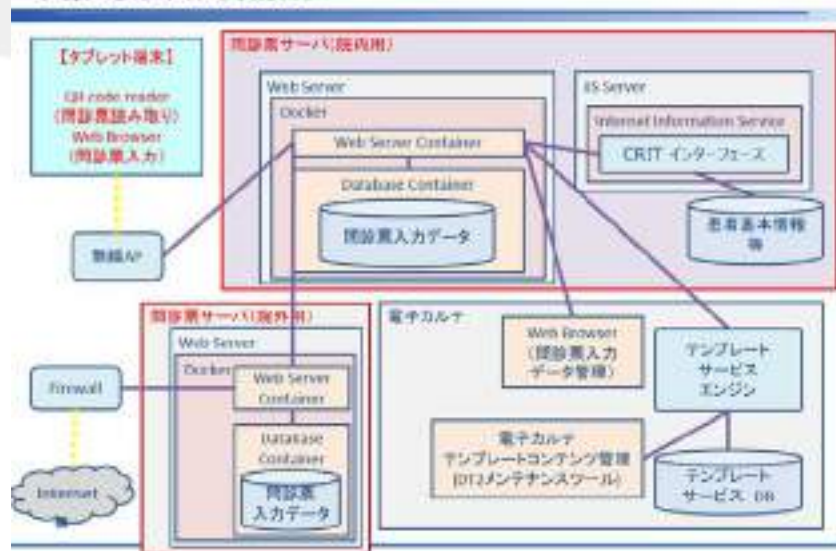 【タブレット端末】
QR code reader
(問診票読み取り)
Web Browser
(問診票入力)
無線AP
問診票サーバ(院内用)
Web Server
Docker
Web Server Container
Database Container
問診票入力データ
IIS Server
Internet Information Service
CRIT インターフェース
患者基本情報
等
問診票サーバ(院外用)
Web Server
Docker
Web Server
Container
Database
Container
問診票
入力データ
Firewall
Internet
電子カルテ
Web Browser
(問診票入力
データ管理)
テンプレート
サービス
エンジン
電子カルテ
テンプレートコンテンツ管理
(DT2メンテナンスツール)
テンプレート
サービス DB